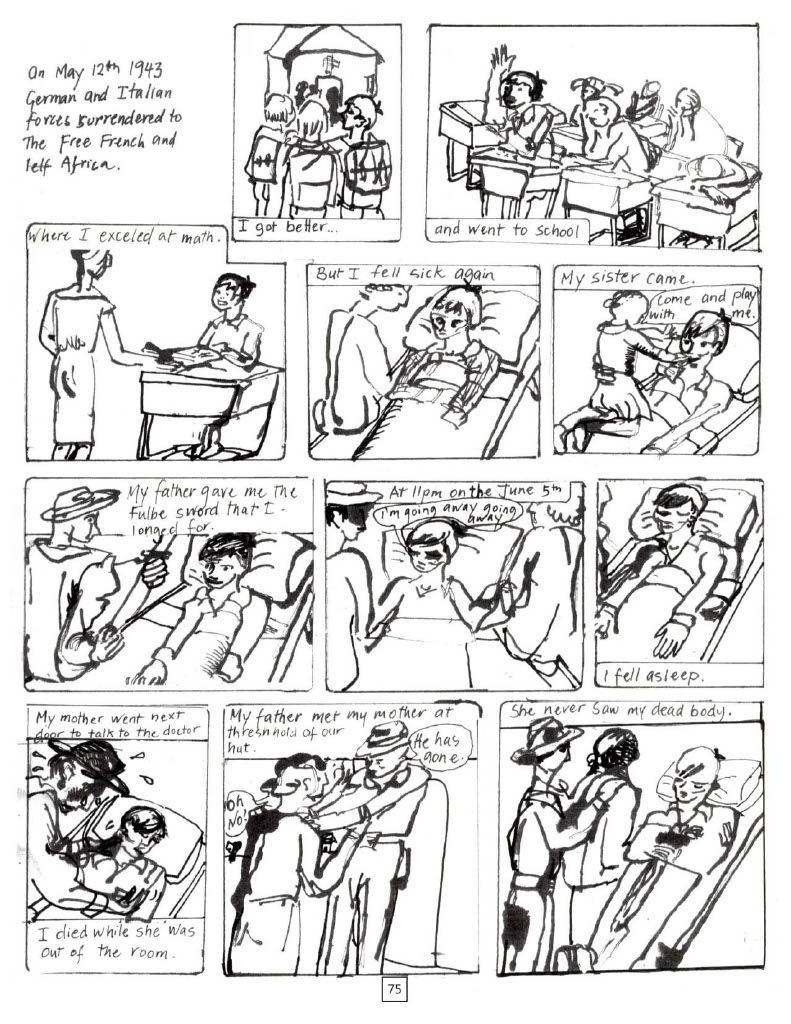 On May 12th 1943
German and Italian
forces surrendered to
The Free French and
left Africa.
I got better...
and went to school
Where I exceled at math.
But I fell sick again
My sister came.
Come and play
with me.
My father gave me the
Fulbe sword that I
longed for.
At 11pm on the June 5th
I'm going away going
away
I fell asleep.
My mother went next
door to talk to the doctor
I died while she was
out of the room.
My father met my mother at
threshhold of our
hut.
He has
gone.
Oh
No!
She never saw my dead body.
75